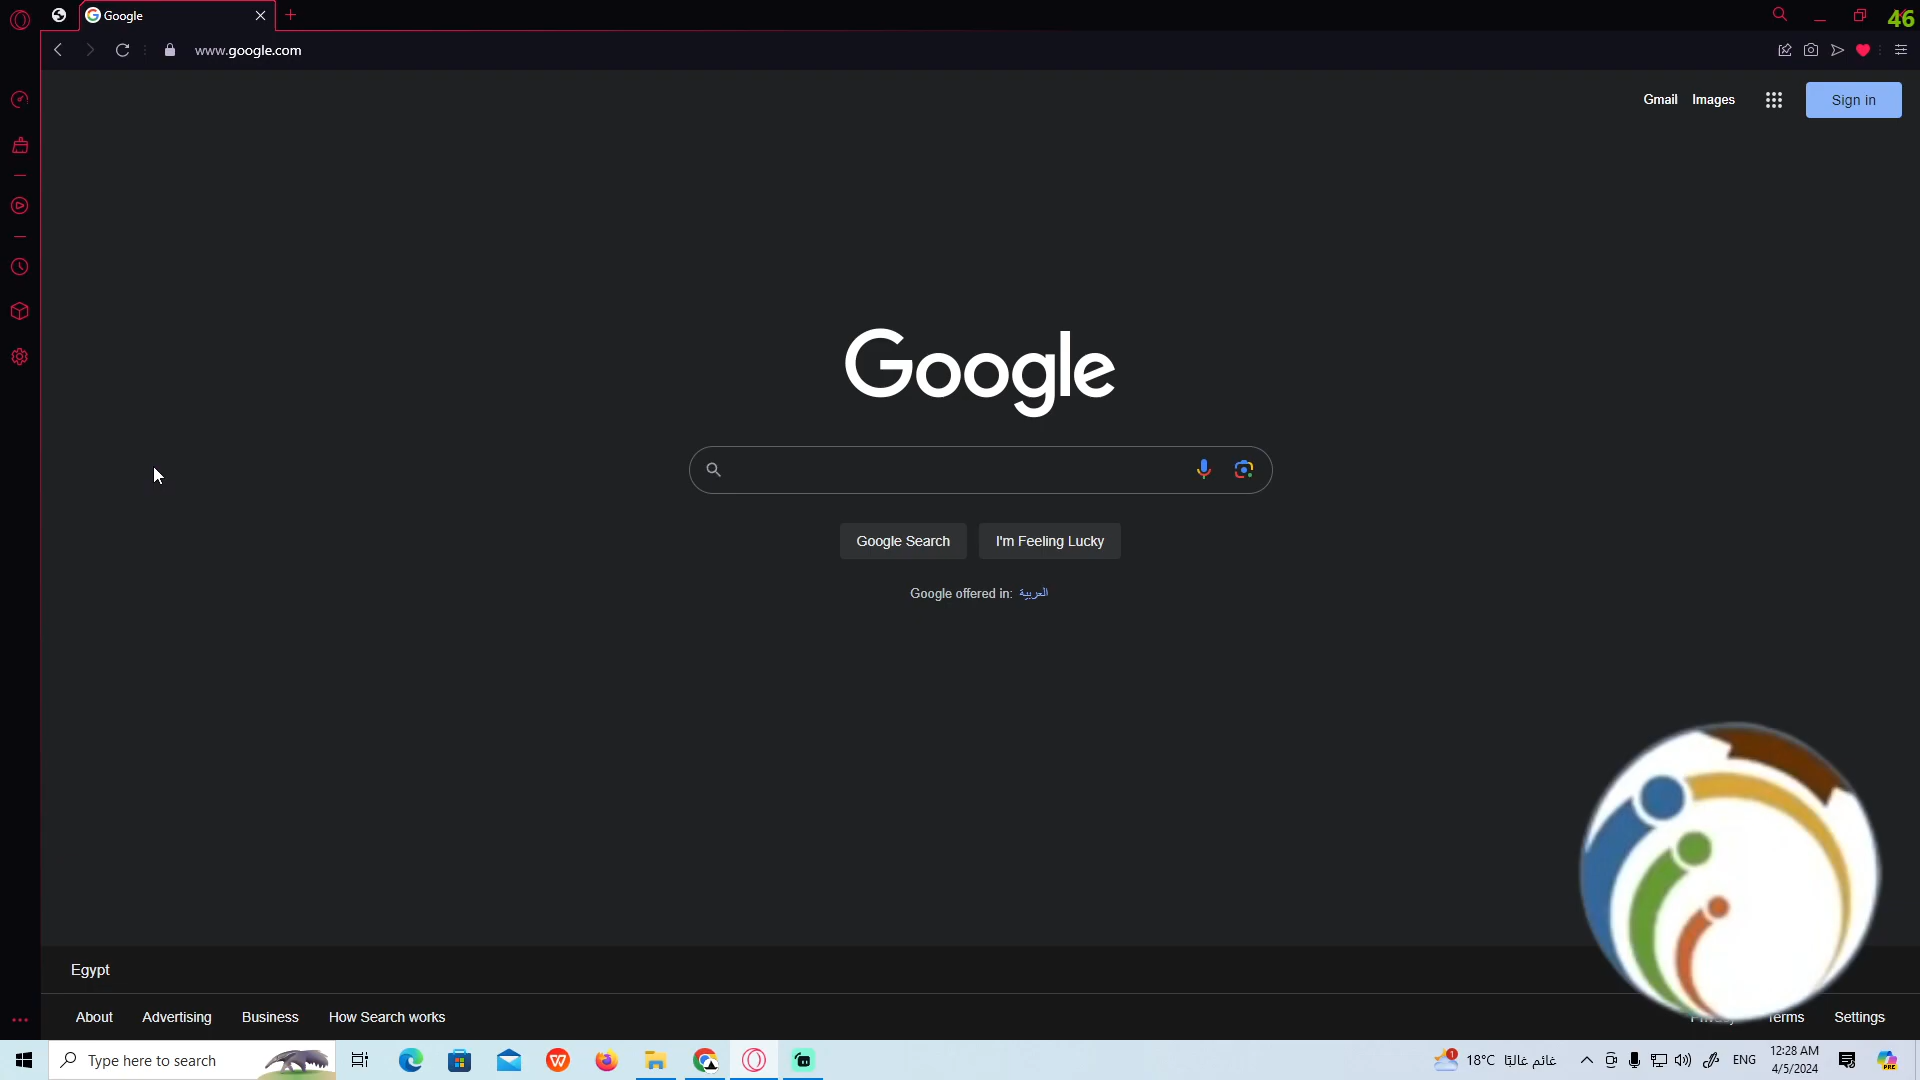 Google
46
www.google.com
Gmail Images Sign in
Google
Google Search I'm Feeling Lucky
Google offered in: العربية
Egypt
About Advertising Business How Search works Terms Settings
Type here to search 18°C غائم غالبًا ENG 12:28 AM
4/5/2024